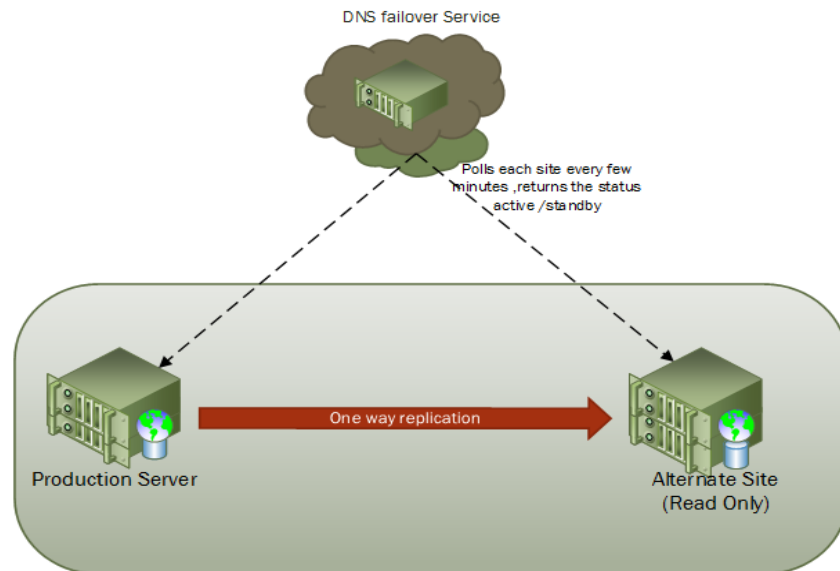 DNS failover Service
Polls each site every few
minutes ,returns the status
active /standby
One way replication
Production Server
Alternate Site
(Read Only)